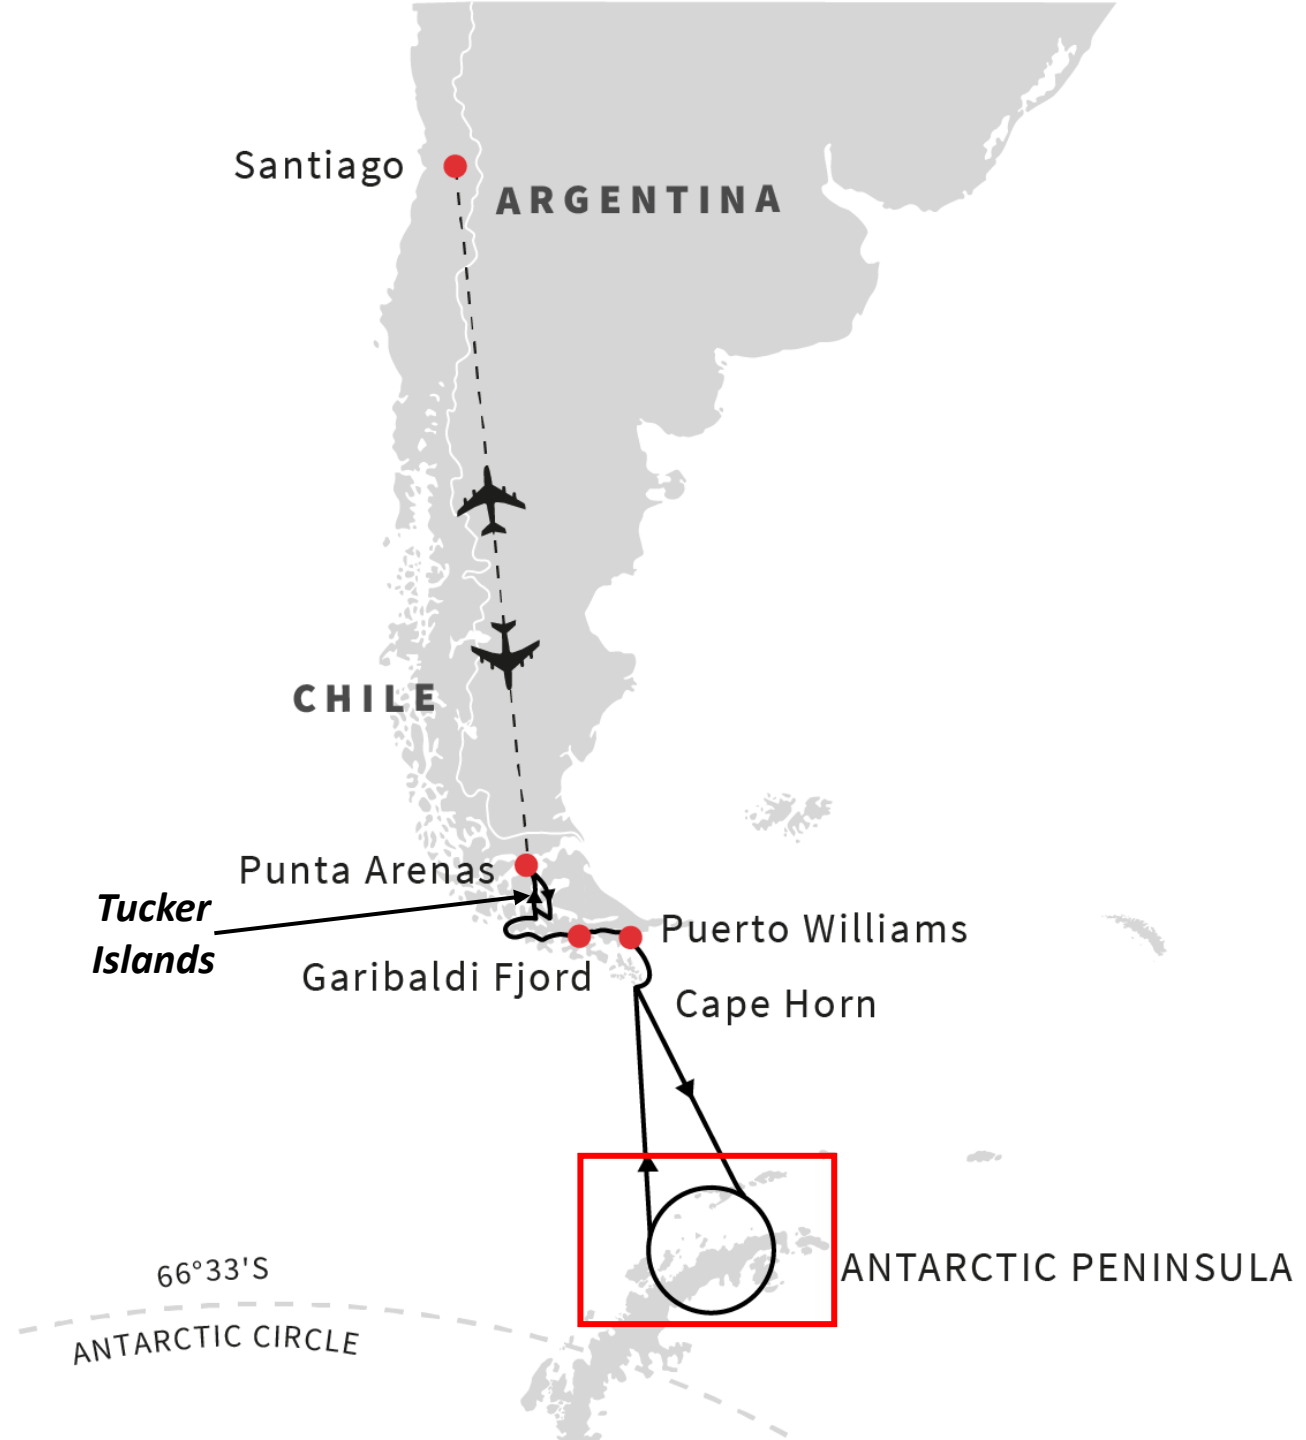 Santiago
ARGENTINA
CHILE
Punta Arenas
Tucker
Islands
Puerto Williams
Garibaldi Fjord
Cape Horn
ANTARCTIC PENINSULA
66°33'S
ANTARCTIC CIRCLE